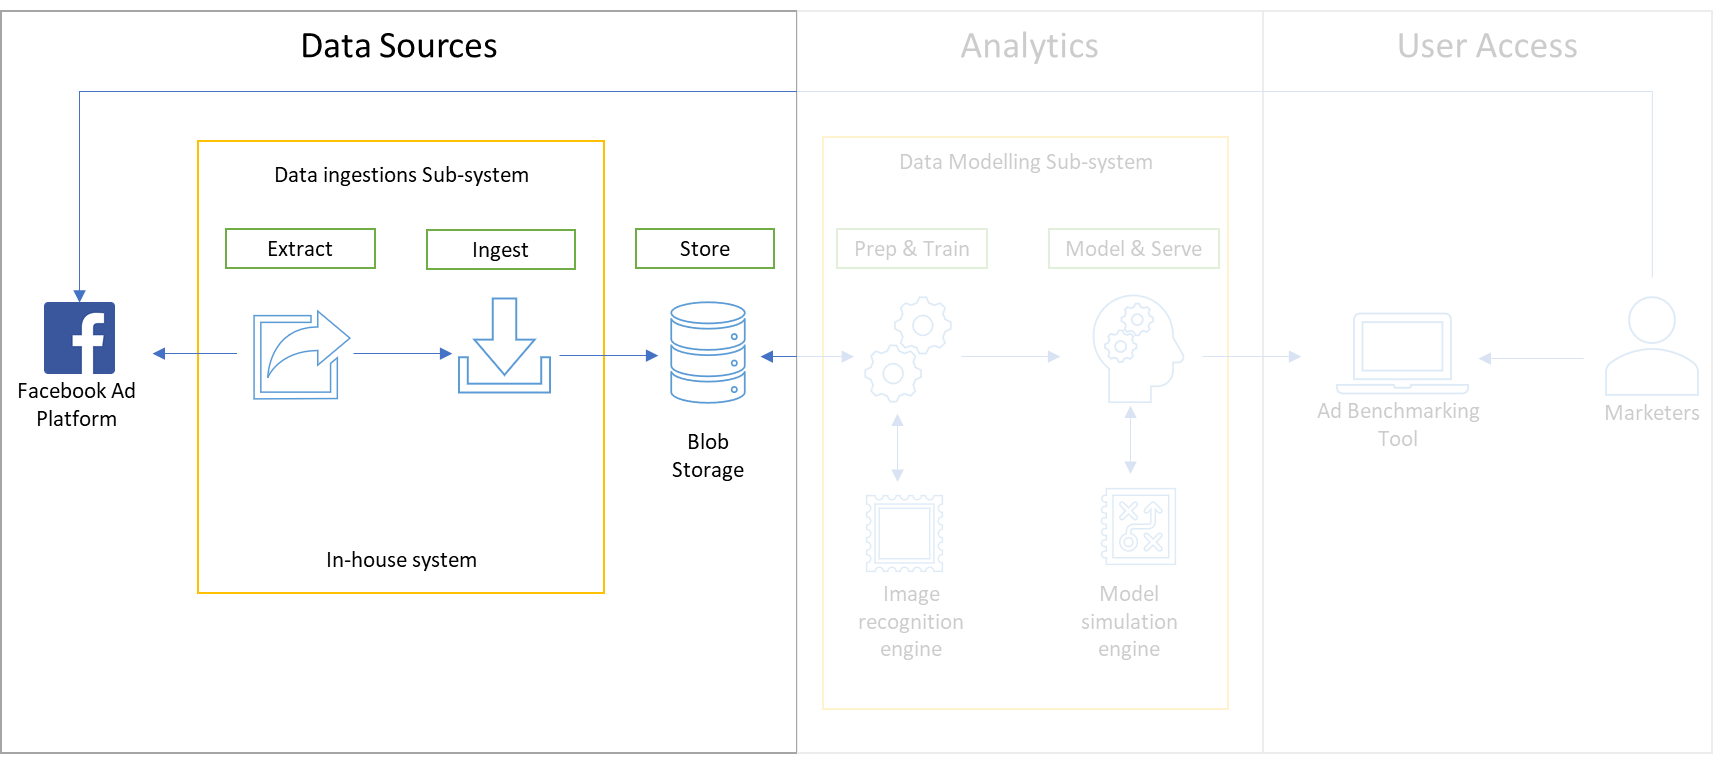 Data Sources
Analytics
User Access
Data ingestions Sub-system
Data Modelling Sub-system
Extract
Ingest
Store
Prep & Train
Model & Serve
Facebook Ad
Platform
Blob
Storage
Ad Benchmarking
Tool
Marketers
In-house system
Image
recognition
engine
Model
simulation
engine